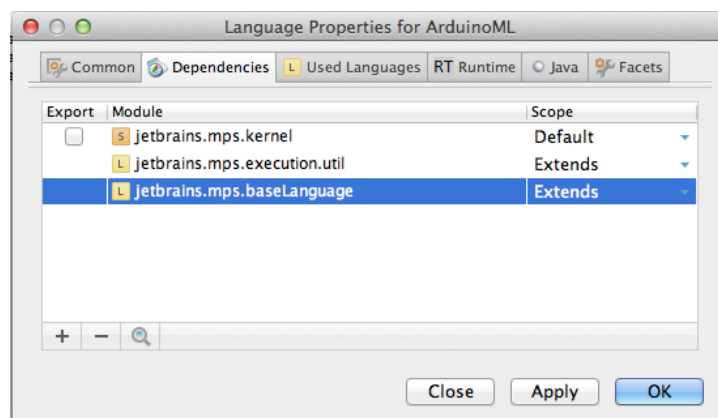 Language Properties for ArduinoML
Common Dependencies L Used Languages RT Runtime Java Facets
Export Module Scope
S jetbrains.mps.kernel Default
L jetbrains.mps.execution.util Extends
L jetbrains.mps.baseLanguage Extends
+ −
Close Apply OK